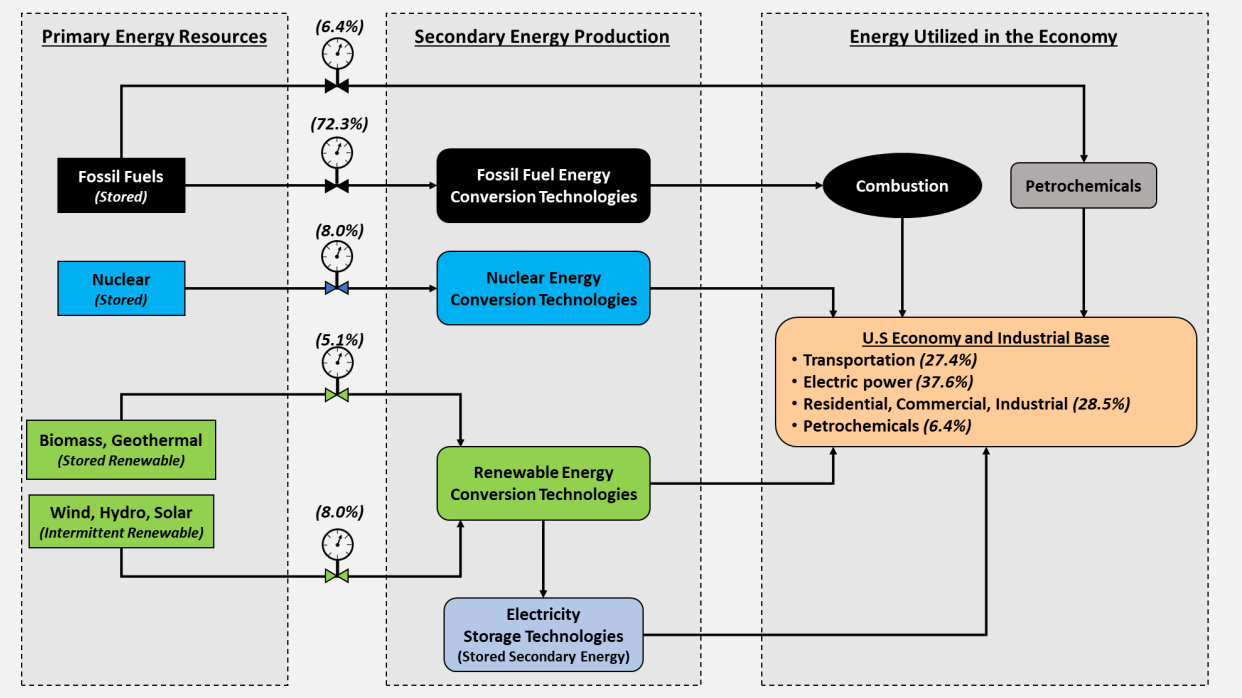 Primary Energy Resources
Secondary Energy Production
Energy Utilized in the Economy
(6.4%)
(72.3%)
Fossil Fuels
(Stored)
Fossil Fuel Energy
Conversion Technologies
Combustion
Petrochemicals
(8.0%)
Nuclear
(Stored)
Nuclear Energy
Conversion Technologies
(5.1%)
Biomass, Geothermal
(Stored Renewable)
Wind, Hydro, Solar
(Intermittent Renewable)
(8.0%)
Renewable Energy
Conversion Technologies
Electricity
Storage Technologies
(Stored Secondary Energy)
U.S Economy and Industrial Base
• Transportation (27.4%)
• Electric power (37.6%)
• Residential, Commercial, Industrial (28.5%)
• Petrochemicals (6.4%)